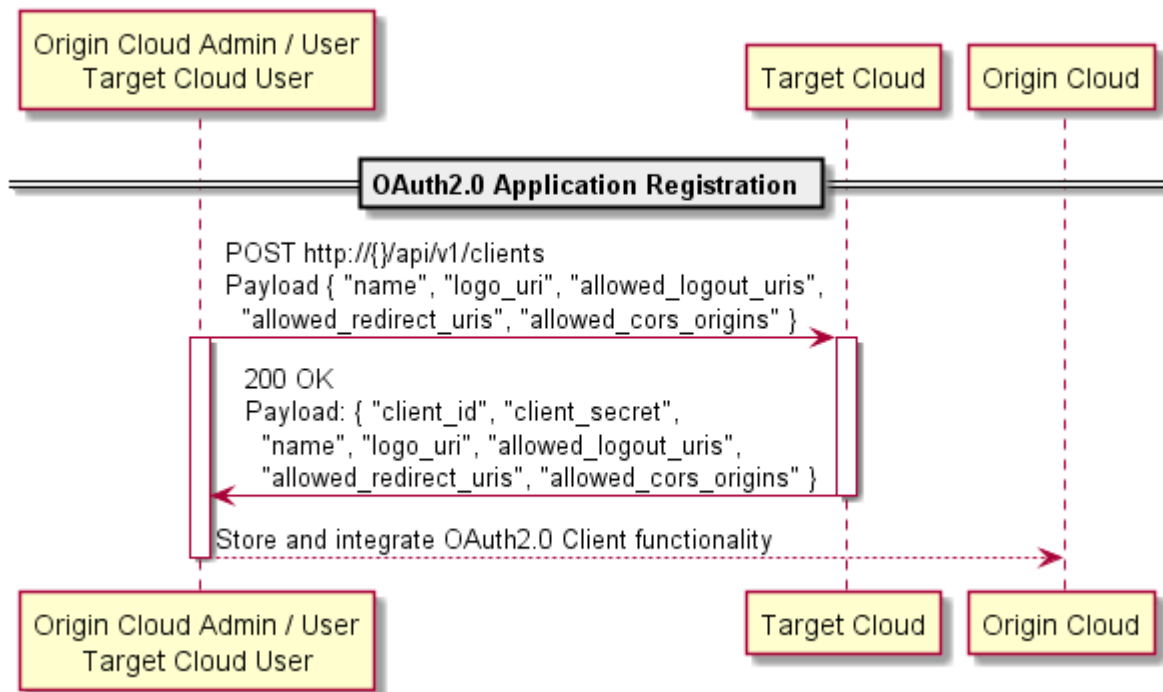 Origin Cloud Admin / User
Target Cloud User
Target Cloud
Origin Cloud
OAuth2.0 Application Registration
POST http://{}/api/v1/clients
Payload { "name", "logo_uri", "allowed_logout_uris",
"allowed_redirect_uris", "allowed_cors_origins" }
200 OK
Payload: { "client_id", "client_secret",
"name", "logo_uri", "allowed_logout_uris",
"allowed_redirect_uris", "allowed_cors_origins" }
Store and integrate OAuth2.0 Client functionality
Origin Cloud Admin / User
Target Cloud User
Target Cloud
Origin Cloud